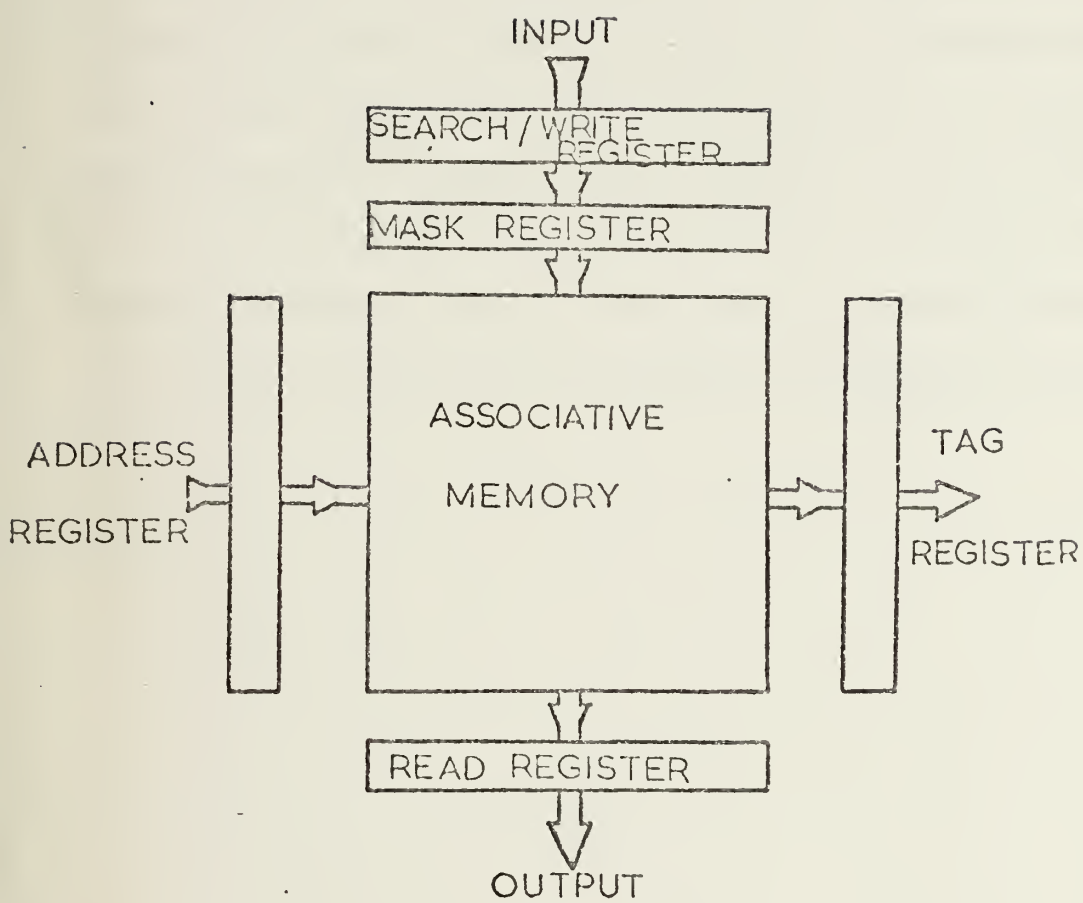 INPUT
SEARCH / WRITE
REGISTER
MASK REGISTER
ASSOCIATIVE
MEMORY
ADDRESS
REGISTER
TAG
REGISTER
READ REGISTER
OUTPUT